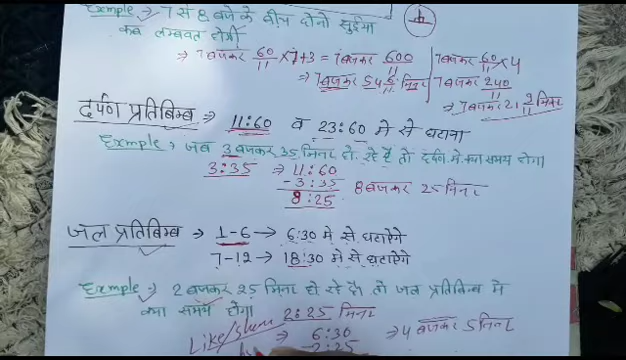 Exmple → 7 से 8 बजे के बीच दोनो सुईया
कब लम्बवत होगी
→ 7 बजकर 60/11 × 7+3 = 7 बजकर 600/11 | 7 बजकर 60/11 × 4
→ 7 बजकर 54 6/11 मिनट | 7 बजकर 240/11
→ 7 बजकर 21 9/11 मिनट
दर्पण प्रतिबिम्ब → 11:60 व 23:60 मे से घटाना
Exmple → जब 3 बजकर 35 मिनट हो रहे हैं तो दर्पण मे क्या समय होगा
3:35 → 11:60
-3:35 8 बजकर 25 मिनट
8:25
जल प्रतिबिम्ब → 1-6 → 6:30 मे से घटाऐगे
7-12 → 18:30 मे से घटाऐगे
Exmple → 2 बजकर 25 मिनट हो रहे है। तो जल प्रतिबिम्ब मे
क्या समय होगा 2:25 मिनट
Like/Share → 6:30 → 4 बजकर 5 मिनट
-2:25